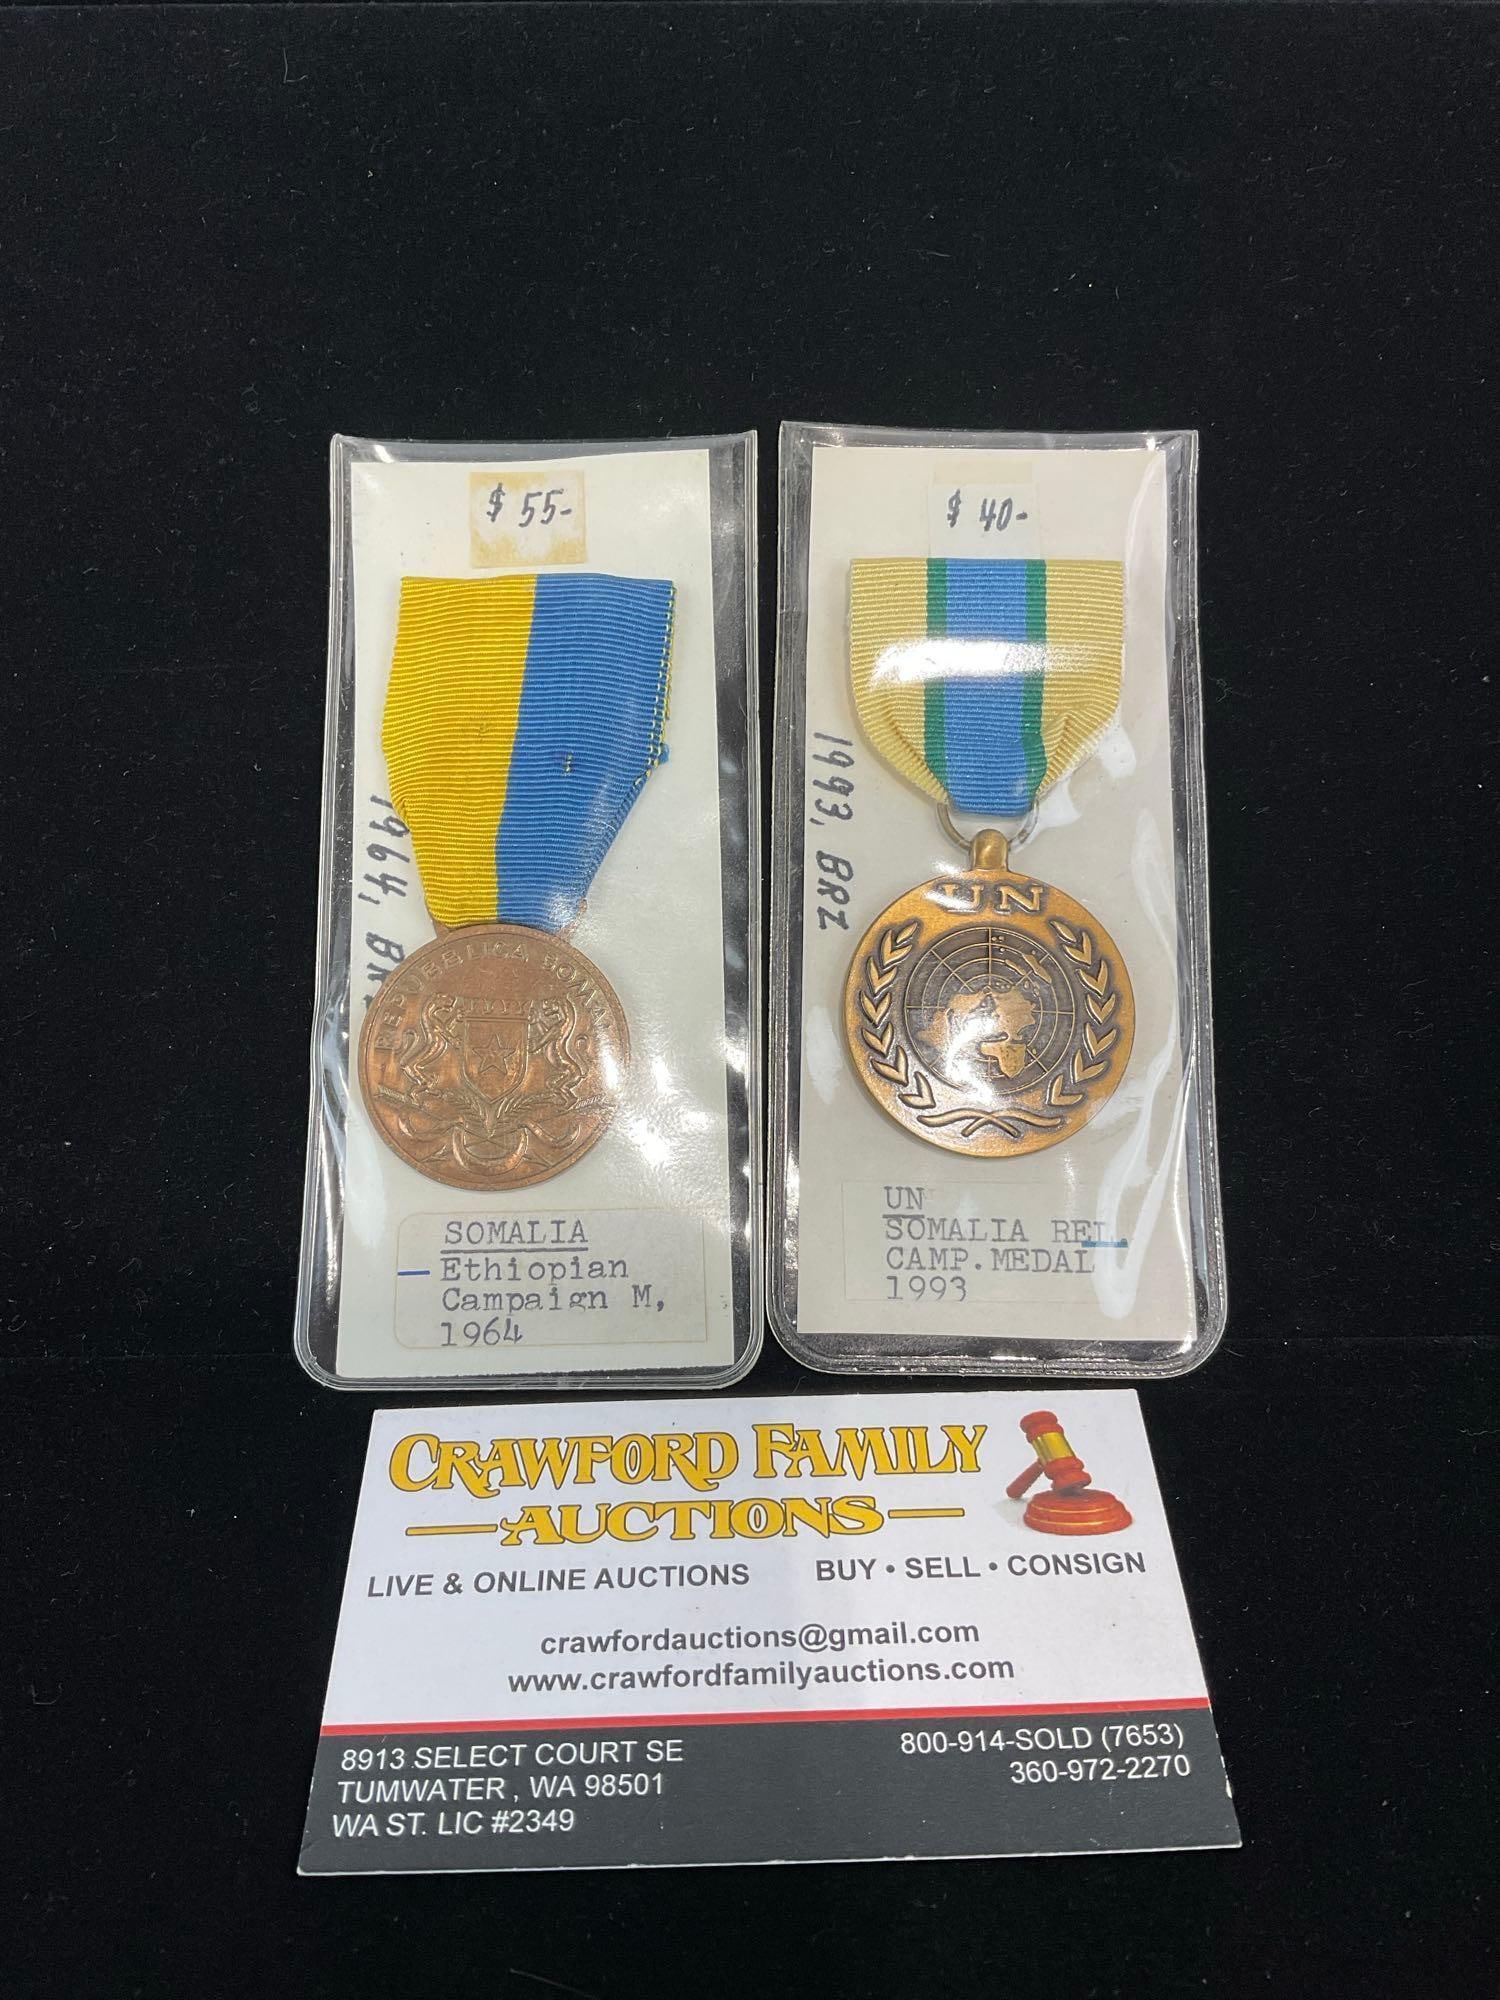 $ 55-
1964,
REPUBBLICA SOMALA
SOMALIA
Ethiopian
Campaign M,
1964
$ 40-
1993, BRZ
UN
UN
SOMALIA REL.
CAMP. MEDAL
1993
CRAWFORD FAMILY
AUCTIONS
LIVE & ONLINE AUCTIONS BUY • SELL • CONSIGN
crawfordauctions@gmail.com
www.crawfordfamilyauctions.com
8913 SELECT COURT SE
TUMWATER, WA 98501
WA ST. LIC #2349
800-914-SOLD (7653)
360-972-2270